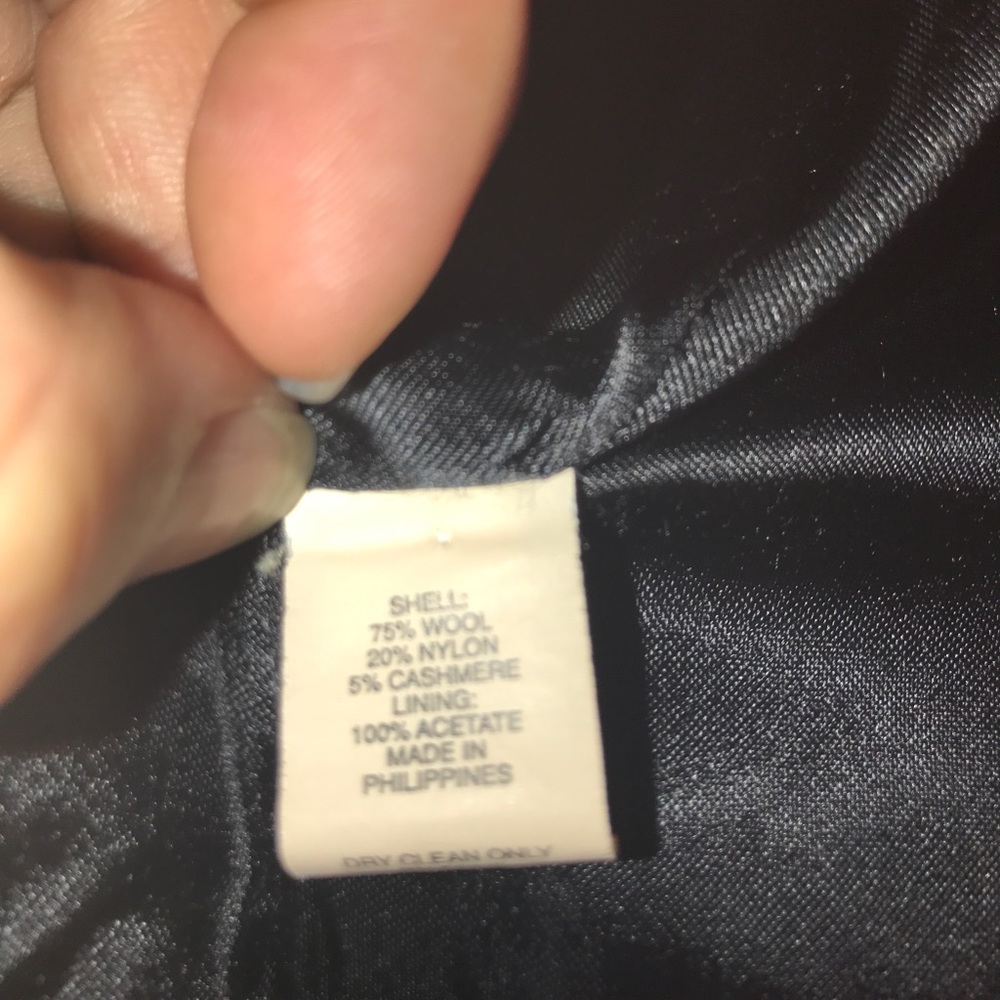 SHELL:
75% WOOL
20% NYLON
5% CASHMERE
LINING:
100% ACETATE
MADE IN
PHILIPPINES
DRY CLEAN ONLY